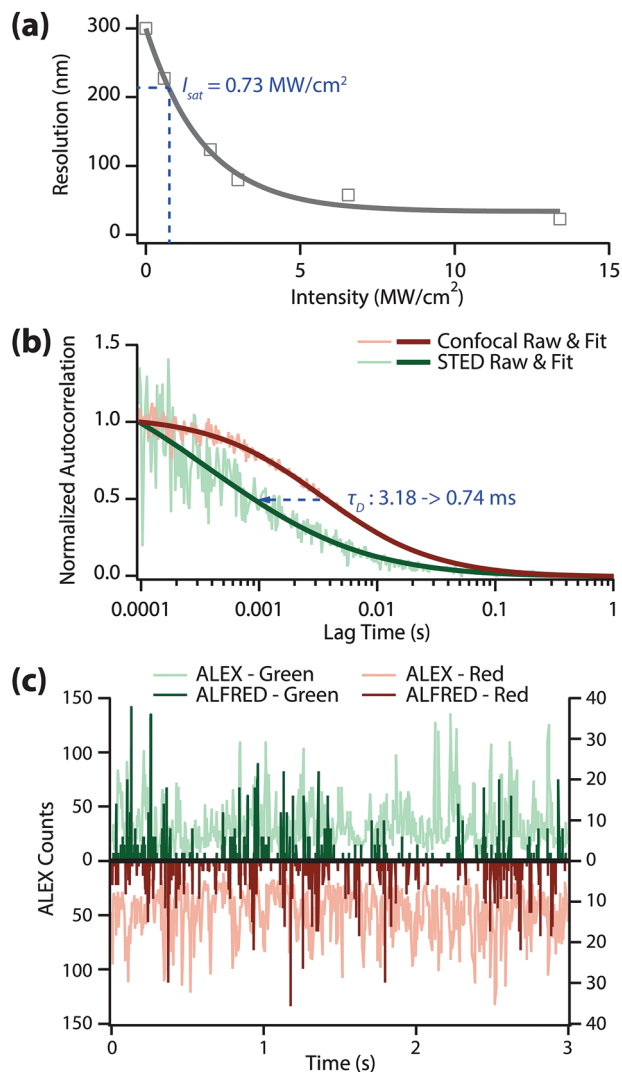 (a)
300
200
100
0
Resolution (nm)
I_sat = 0.73 MW/cm²
0 5 10 15
Intensity (MW/cm²)
(b)
1.5
1.0
0.5
0.0
Normalized Autocorrelation
Confocal Raw & Fit
STED Raw & Fit
τ_D : 3.18 -> 0.74 ms
0.0001 0.001 0.01 0.1 1
Lag Time (s)
(c)
ALEX - Green ALEX - Red
ALFRED - Green ALFRED - Red
150 40
100 30
20
50 10
0 0
50 10
20
100 30
150 40
ALEX Counts
0 1 2 3
Time (s)